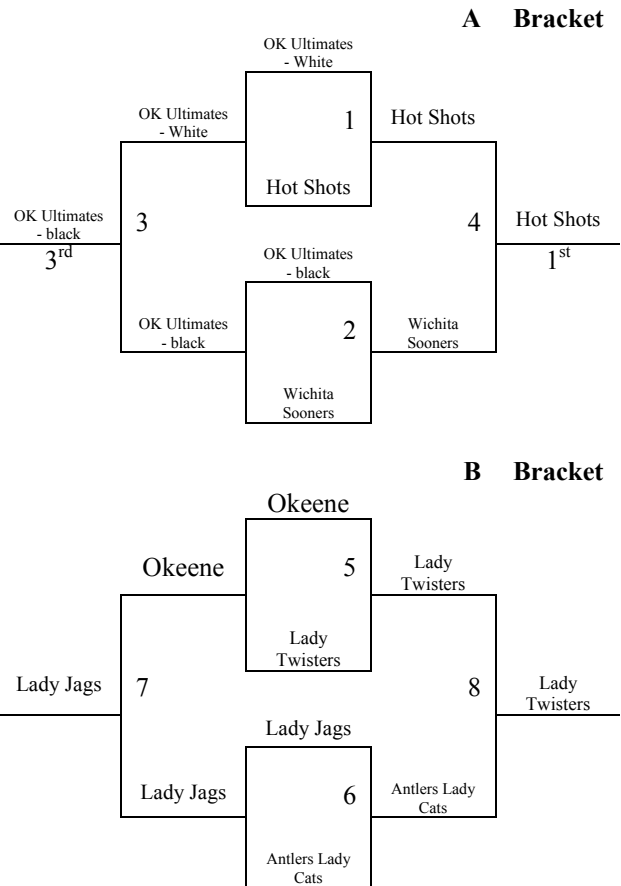 A Bracket
OK Ultimates
- White
OK Ultimates
- White
1
Hot Shots
Hot Shots
OK Ultimates
- black
3rd
3
4
Hot Shots
1st
OK Ultimates
- black
OK Ultimates
- black
2
Wichita
Sooners
Wichita
Sooners
B Bracket
Okeene
Okeene
5
Lady
Twisters
Lady
Twisters
Lady Jags
7
8
Lady
Twisters
Lady Jags
Lady Jags
6
Antlers Lady
Cats
Antlers Lady
Cats